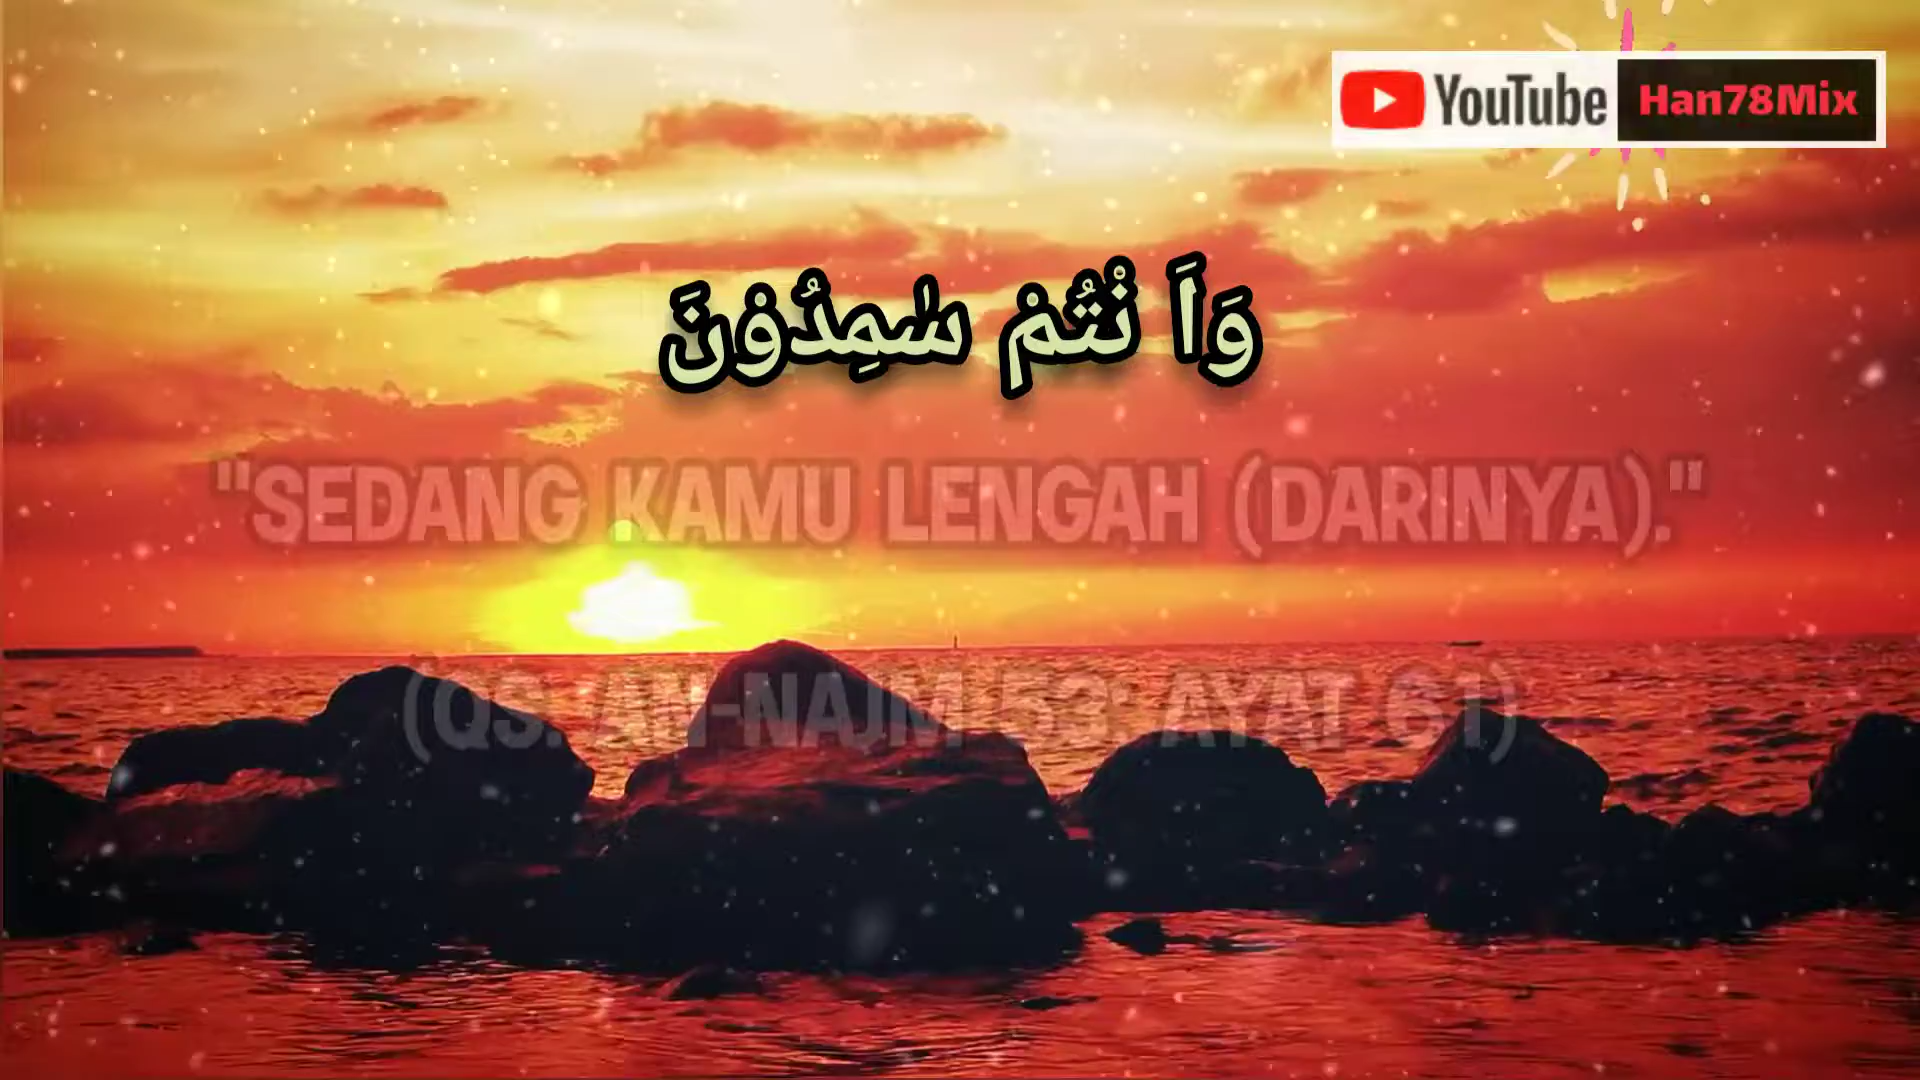 YouTube Han78Mix
وَاَ نْتُمْ سٰمِدُوْنَ
"SEDANG KAMU LENGAH (DARINYA)."
(QS. AN-NAJM 53: AYAT 61)